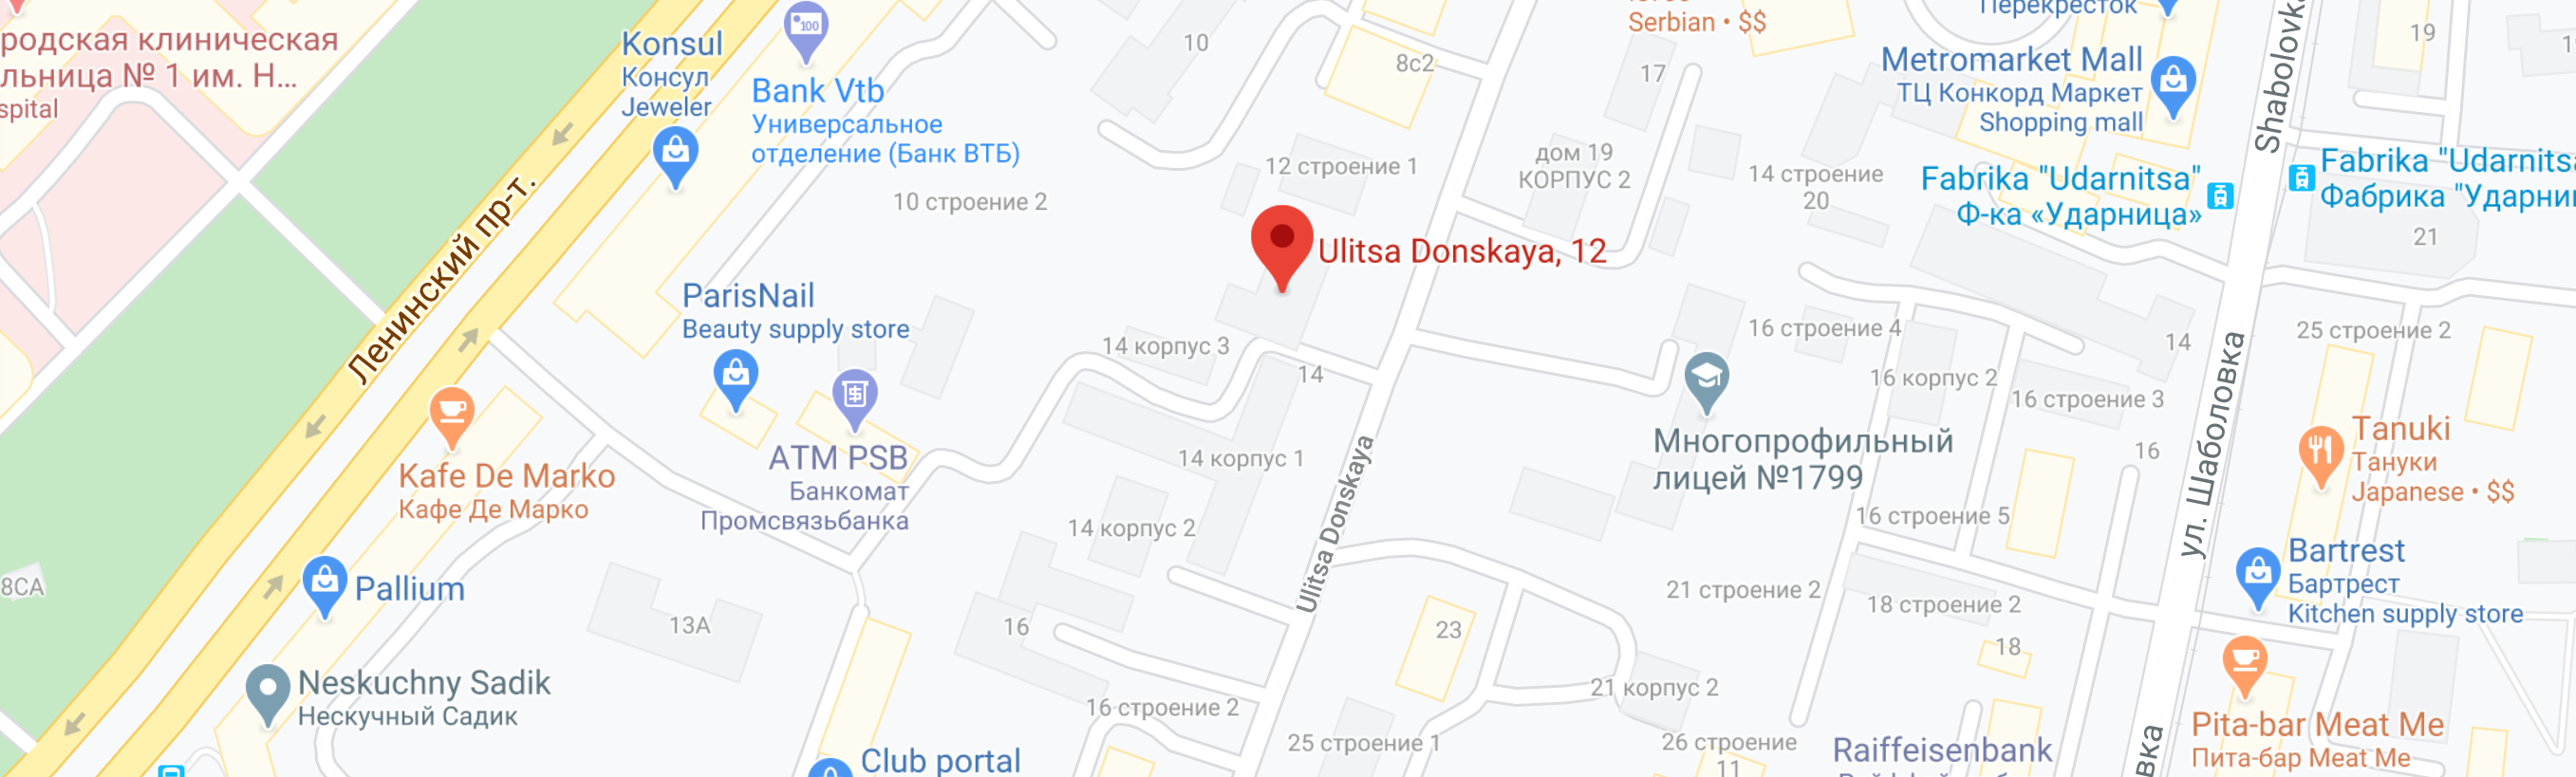 родская клиническая
льница № 1 им. Н...
spital
Konsul
Консул
Jeweler
Bank Vtb
Универсальное
отделение (Банк ВТБ)
10
8с2
Serbian • $$
17
Перекресток
Metromarket Mall
ТЦ Конкорд Маркет
Shopping mall
Shabolovka
19
12 строение 1
дом 19
КОРПУС 2
14 строение
20
Fabrika "Udarnitsa"
Ф-ка «Ударница»
Fabrika "Udarnitsa
Фабрика "Ударни
21
10 строение 2
Ленинский пр-т.
Ulitsa Donskaya, 12
ParisNail
Beauty supply store
14 корпус 3
14
16 строение 4
14
25 строение 2
16 корпус 2
16 строение 3
Kafe De Marko
Кафе Де Марко
ATM PSB
Банкомат
Промсвязьбанка
14 корпус 1
Многопрофильный
лицей №1799
16
ул. Шаболовка
Tanuki
Тануки
Japanese • $$
14 корпус 2
Ulitsa Donskaya
16 строение 5
Bartrest
Бартрест
Kitchen supply store
8СА
Pallium
13А
16
23
21 строение 2
18 строение 2
18
Neskuchny Sadik
Нескучный Садик
16 строение 2
21 корпус 2
25 строение 1
26 строение
11
Raiffeisenbank
Pita-bar Meat Me
Пита-бар Meat Me
Club portal
вка